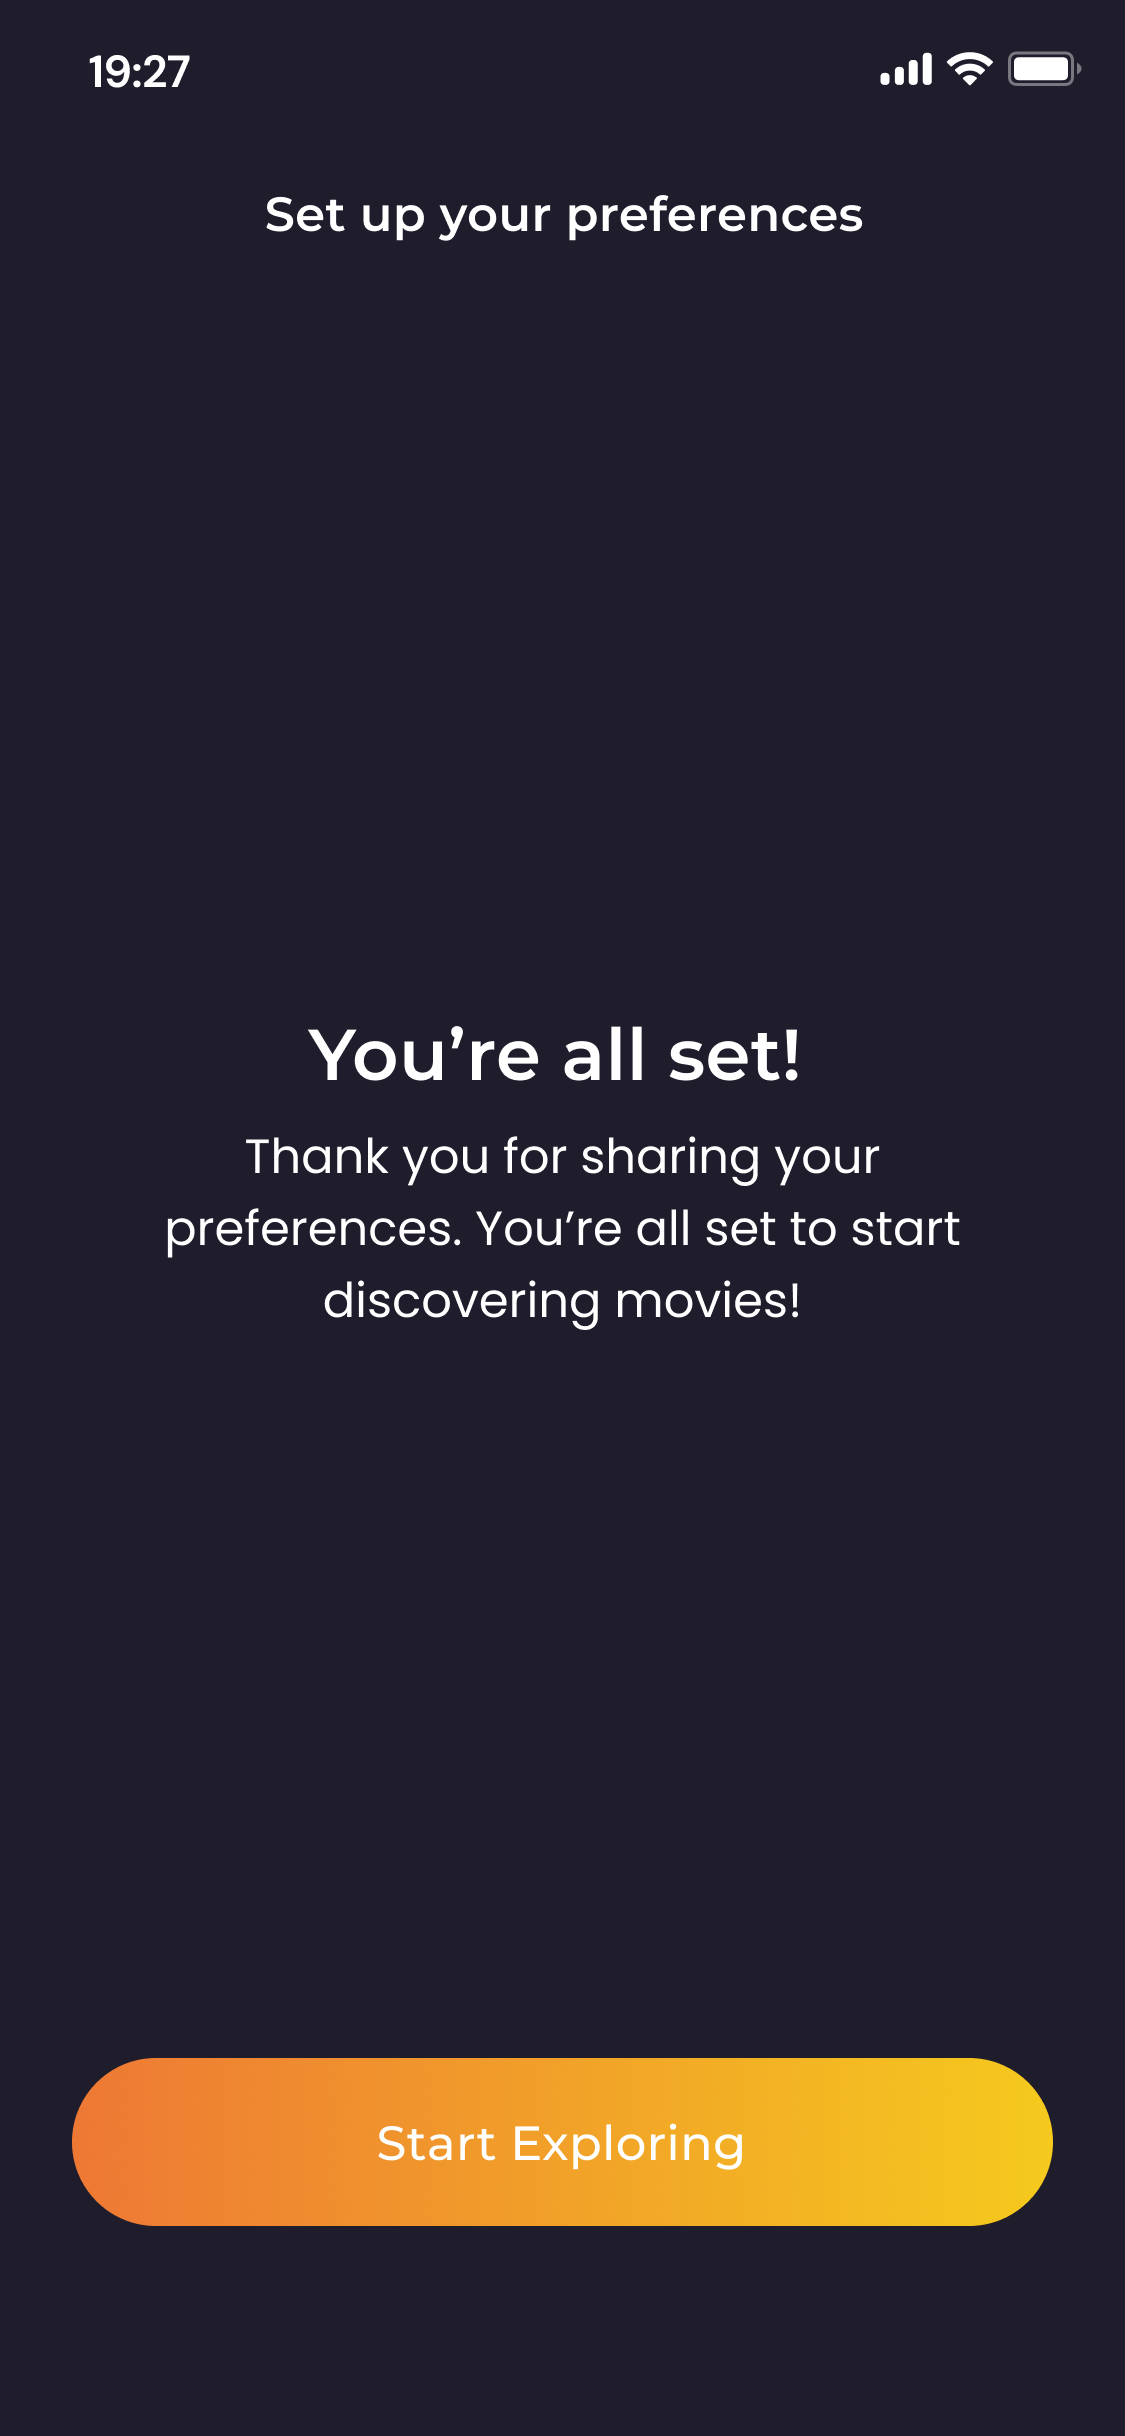 19:27
Set up your preferences
You’re all set!
Thank you for sharing your
preferences. You’re all set to start
discovering movies!
Start Exploring